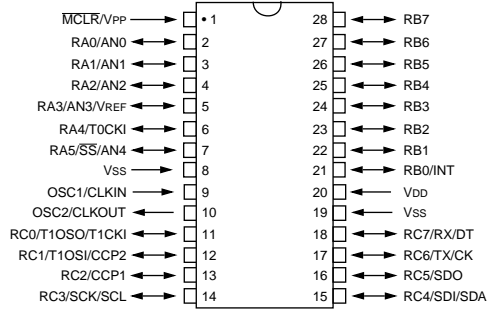 M̅C̅L̅R̅/VPP 1 28 RB7
RA0/AN0 2 27 RB6
RA1/AN1 3 26 RB5
RA2/AN2 4 25 RB4
RA3/AN3/VREF 5 24 RB3
RA4/T0CKI 6 23 RB2
RA5/S̅S̅/AN4 7 22 RB1
VSS 8 21 RB0/INT
OSC1/CLKIN 9 20 VDD
OSC2/CLKOUT 10 19 VSS
RC0/T1OSO/T1CKI 11 18 RC7/RX/DT
RC1/T1OSI/CCP2 12 17 RC6/TX/CK
RC2/CCP1 13 16 RC5/SDO
RC3/SCK/SCL 14 15 RC4/SDI/SDA